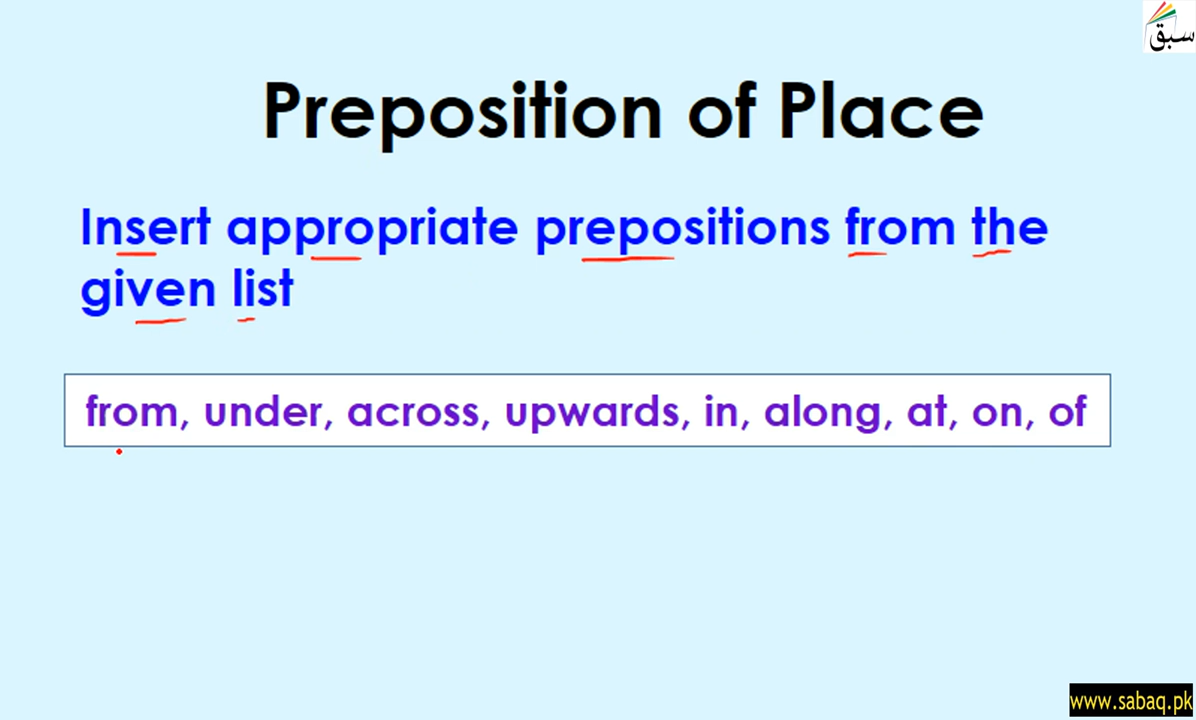 سبق
Preposition of Place
Insert appropriate prepositions from the
given list
from, under, across, upwards, in, along, at, on, of
www.sabaq.pk